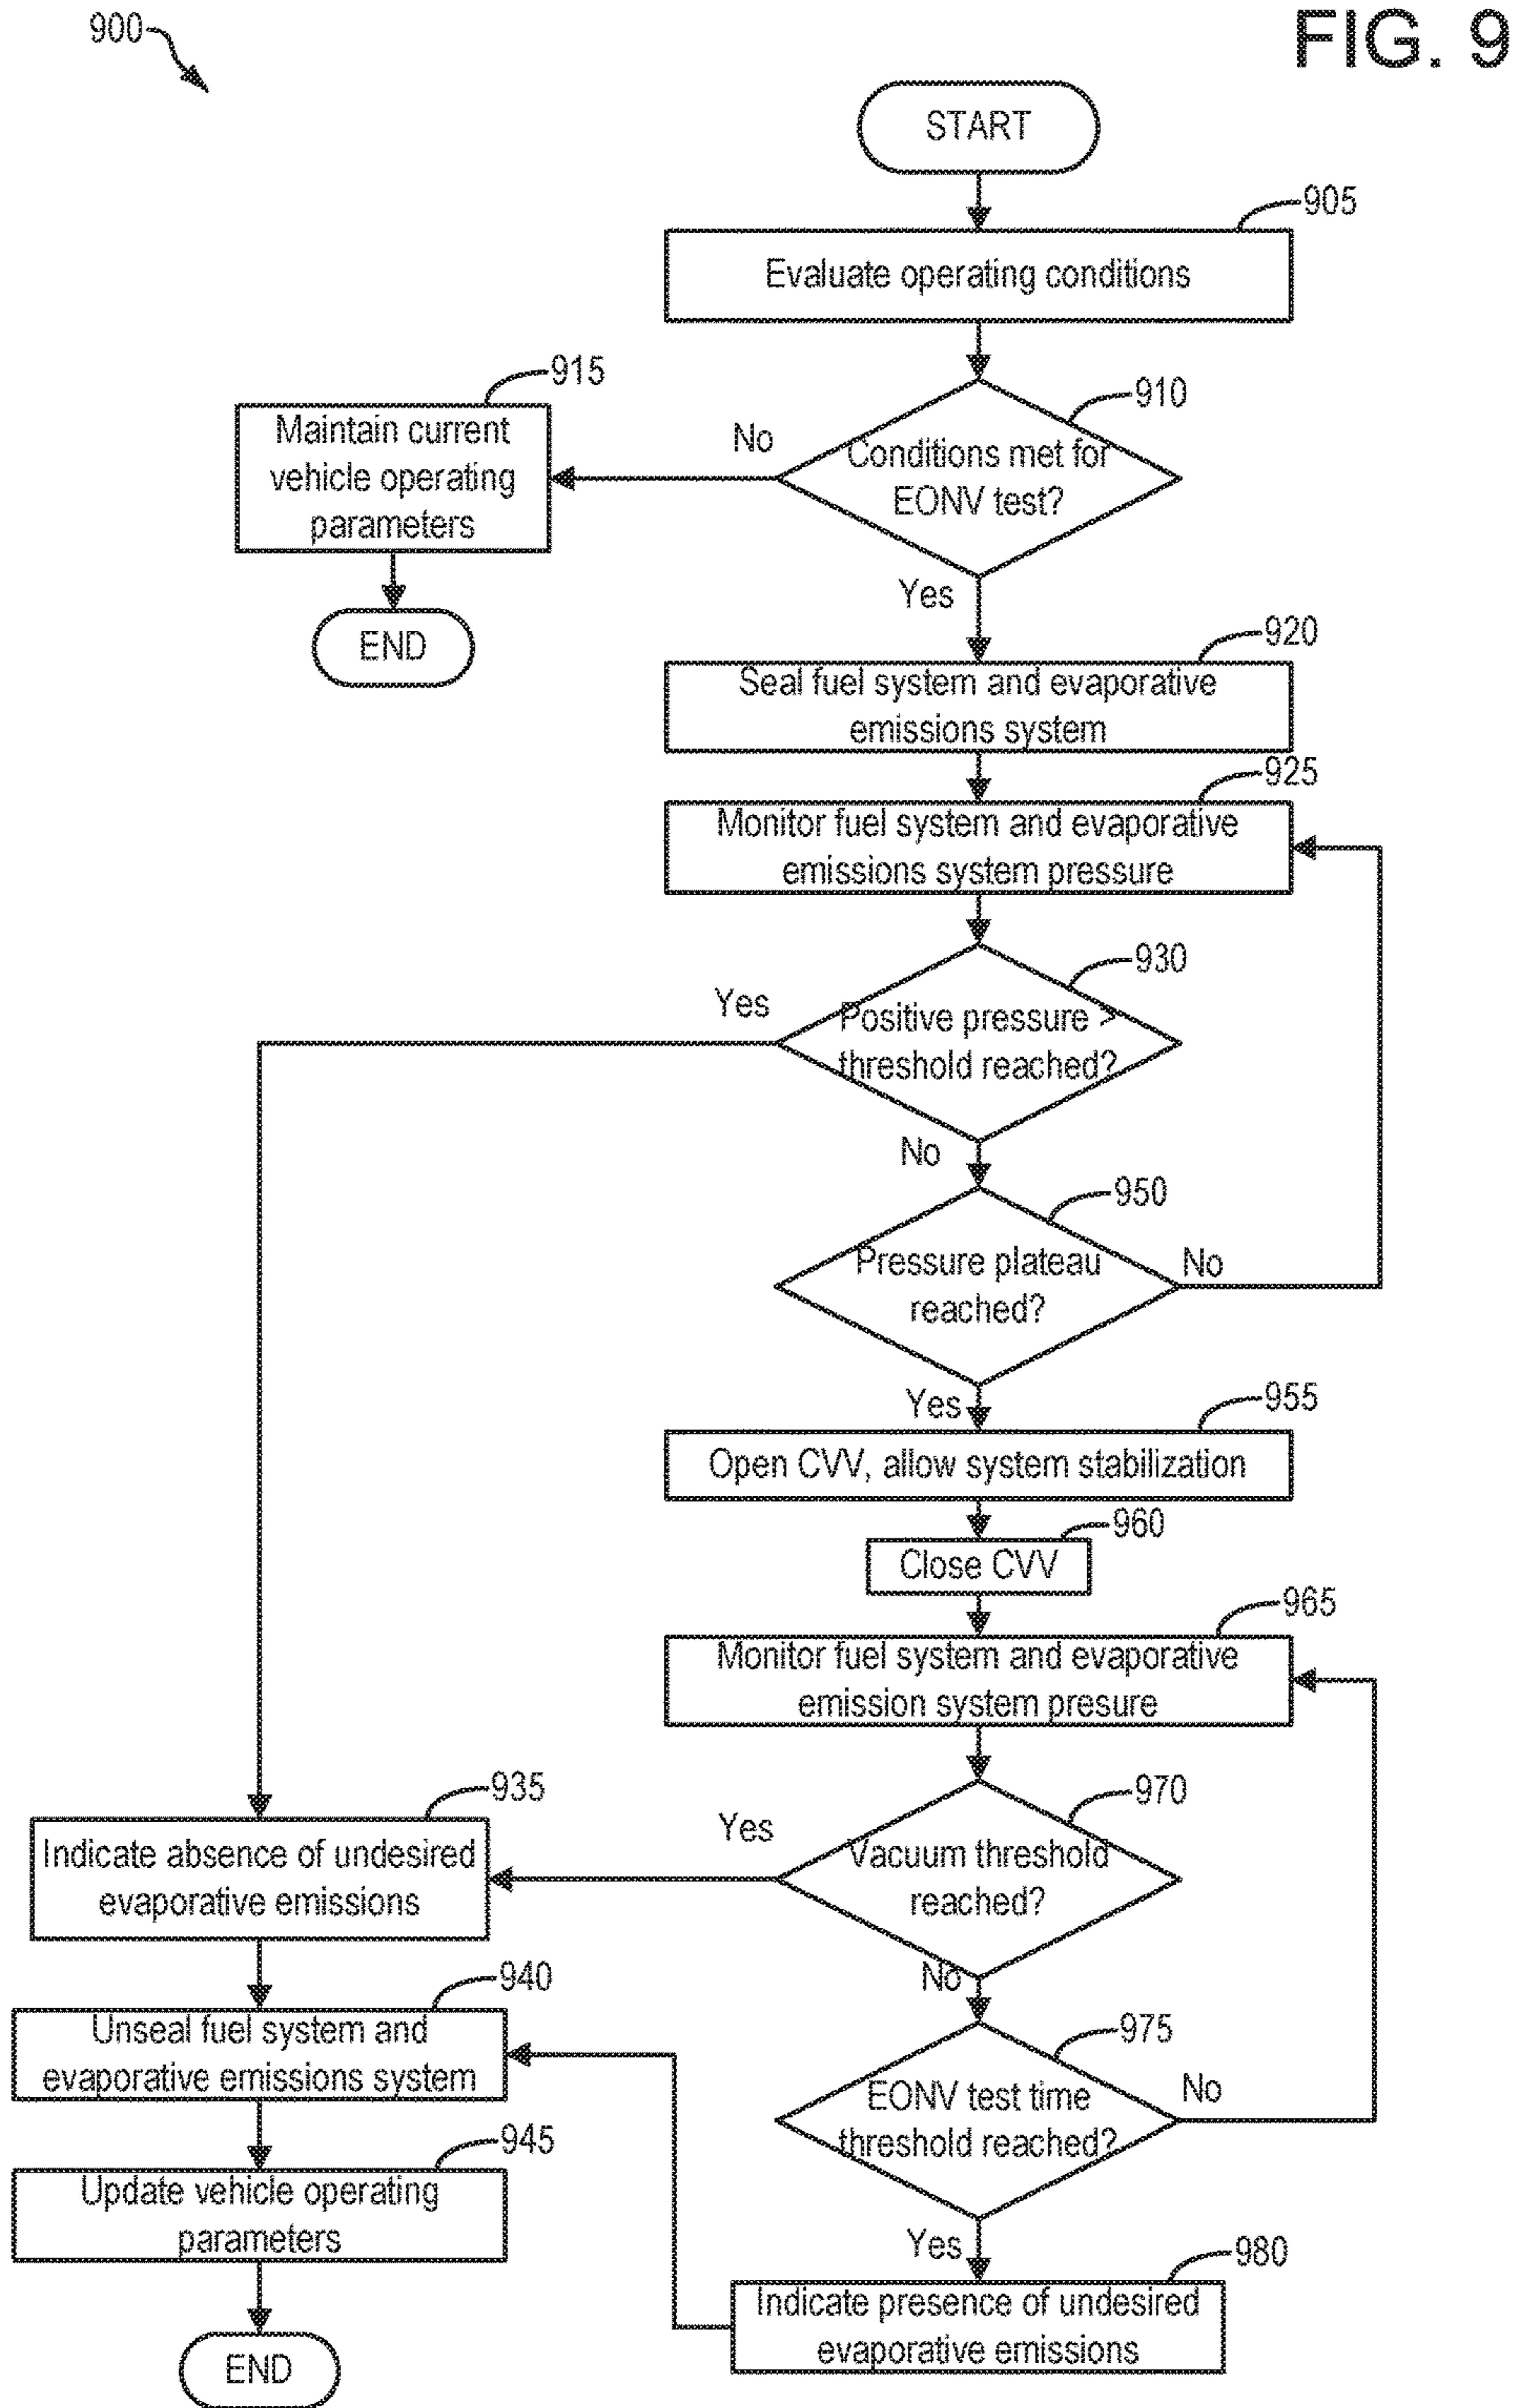 900
FIG. 9
START
905
Evaluate operating conditions
915
Maintain current
vehicle operating
parameters
END
No
910
Conditions met for
EONV test?
Yes
920
Seal fuel system and evaporative
emissions system
925
Monitor fuel system and evaporative
emissions system pressure
930
Yes
Positive pressure >
threshold reached?
No
950
Pressure plateau
reached?
No
Yes
955
Open CVV, allow system stabilization
960
Close CVV
965
Monitor fuel system and evaporative
emission system presure
970
Yes
Vacuum threshold
reached?
No
935
Indicate absence of undesired
evaporative emissions
940
Unseal fuel system and
evaporative emissions system
975
EONV test time
threshold reached?
No
Yes
945
Update vehicle operating
parameters
980
Indicate presence of undesired
evaporative emissions
END